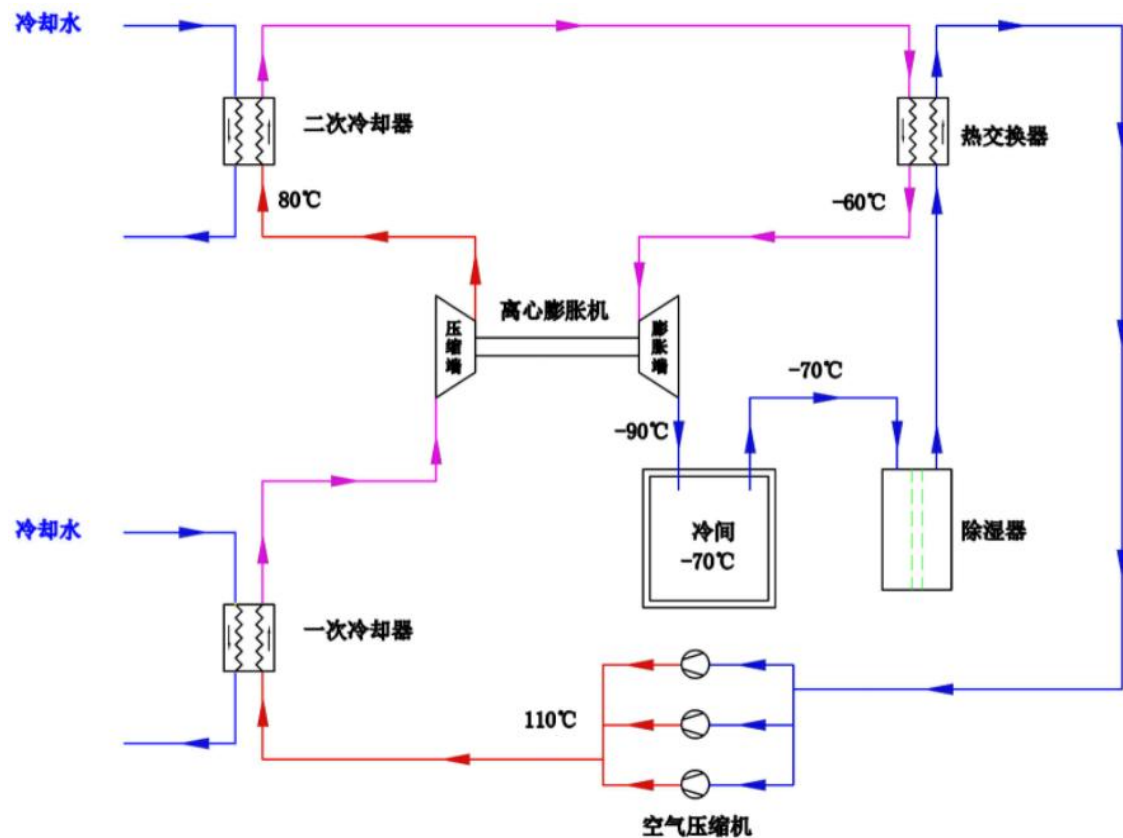 冷却水
二次冷却器
热交换器
80℃
-60℃
离心膨胀机
压缩端
膨胀端
-70℃
-90℃
冷却水
冷间
-70℃
除湿器
一次冷却器
110℃
空气压缩机